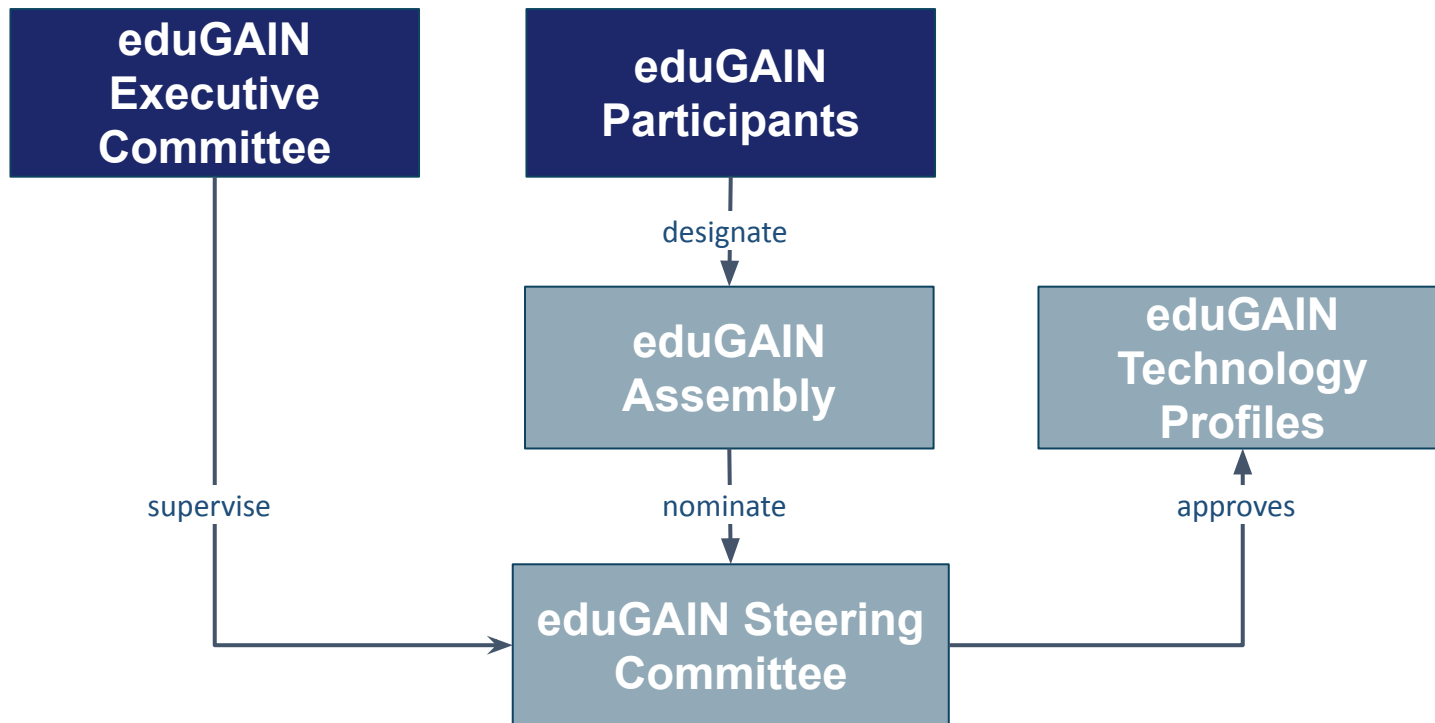 eduGAIN
Executive
Committee
eduGAIN
Participants
designate
eduGAIN
Assembly
eduGAIN
Technology
Profiles
supervise
nominate
approves
eduGAIN Steering
Committee